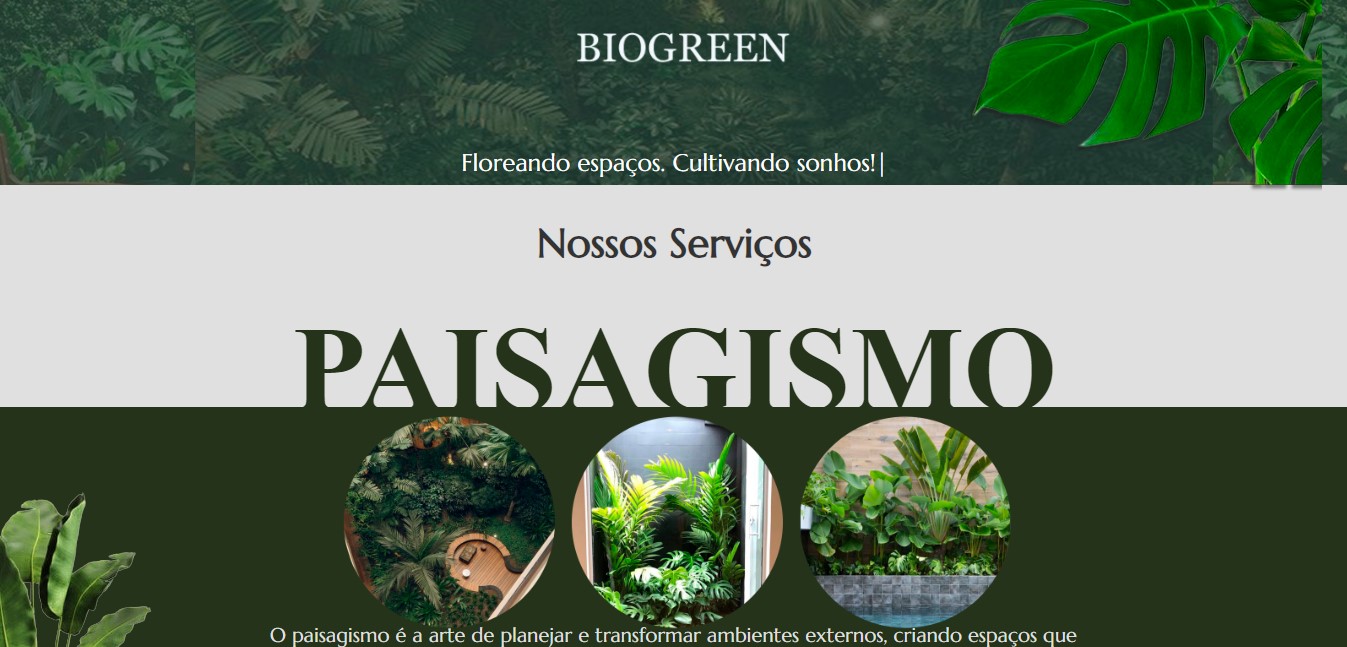 BIOGREEN
Floreando espaços. Cultivando sonhos!|
Nossos Serviços
PAISAGISMO
O paisagismo é a arte de planejar e transformar ambientes externos, criando espaços que